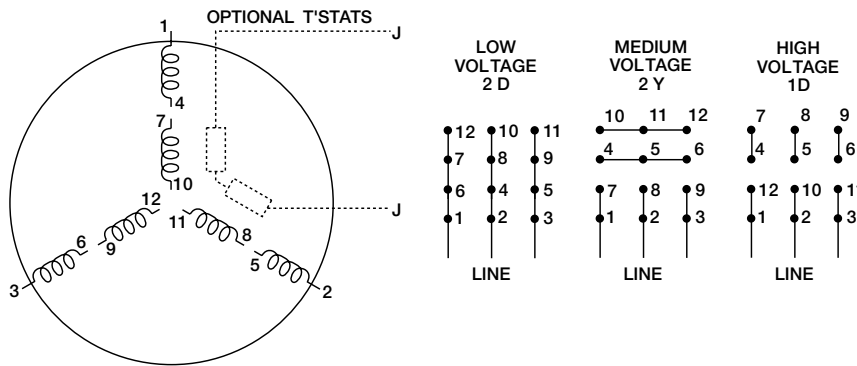 OPTIONAL T'STATS
1
J
4
7
10
12
11
6
9
8
5
3
2
J
LOW VOLTAGE 2 D
12 10 11
7 8 9
6 4 5
1 2 3
LINE
MEDIUM VOLTAGE 2 Y
10 11 12
4 5 6
7 8 9
1 2 3
LINE
HIGH VOLTAGE 1D
7 8 9
4 5 6
12 10
1 2 3
LINE